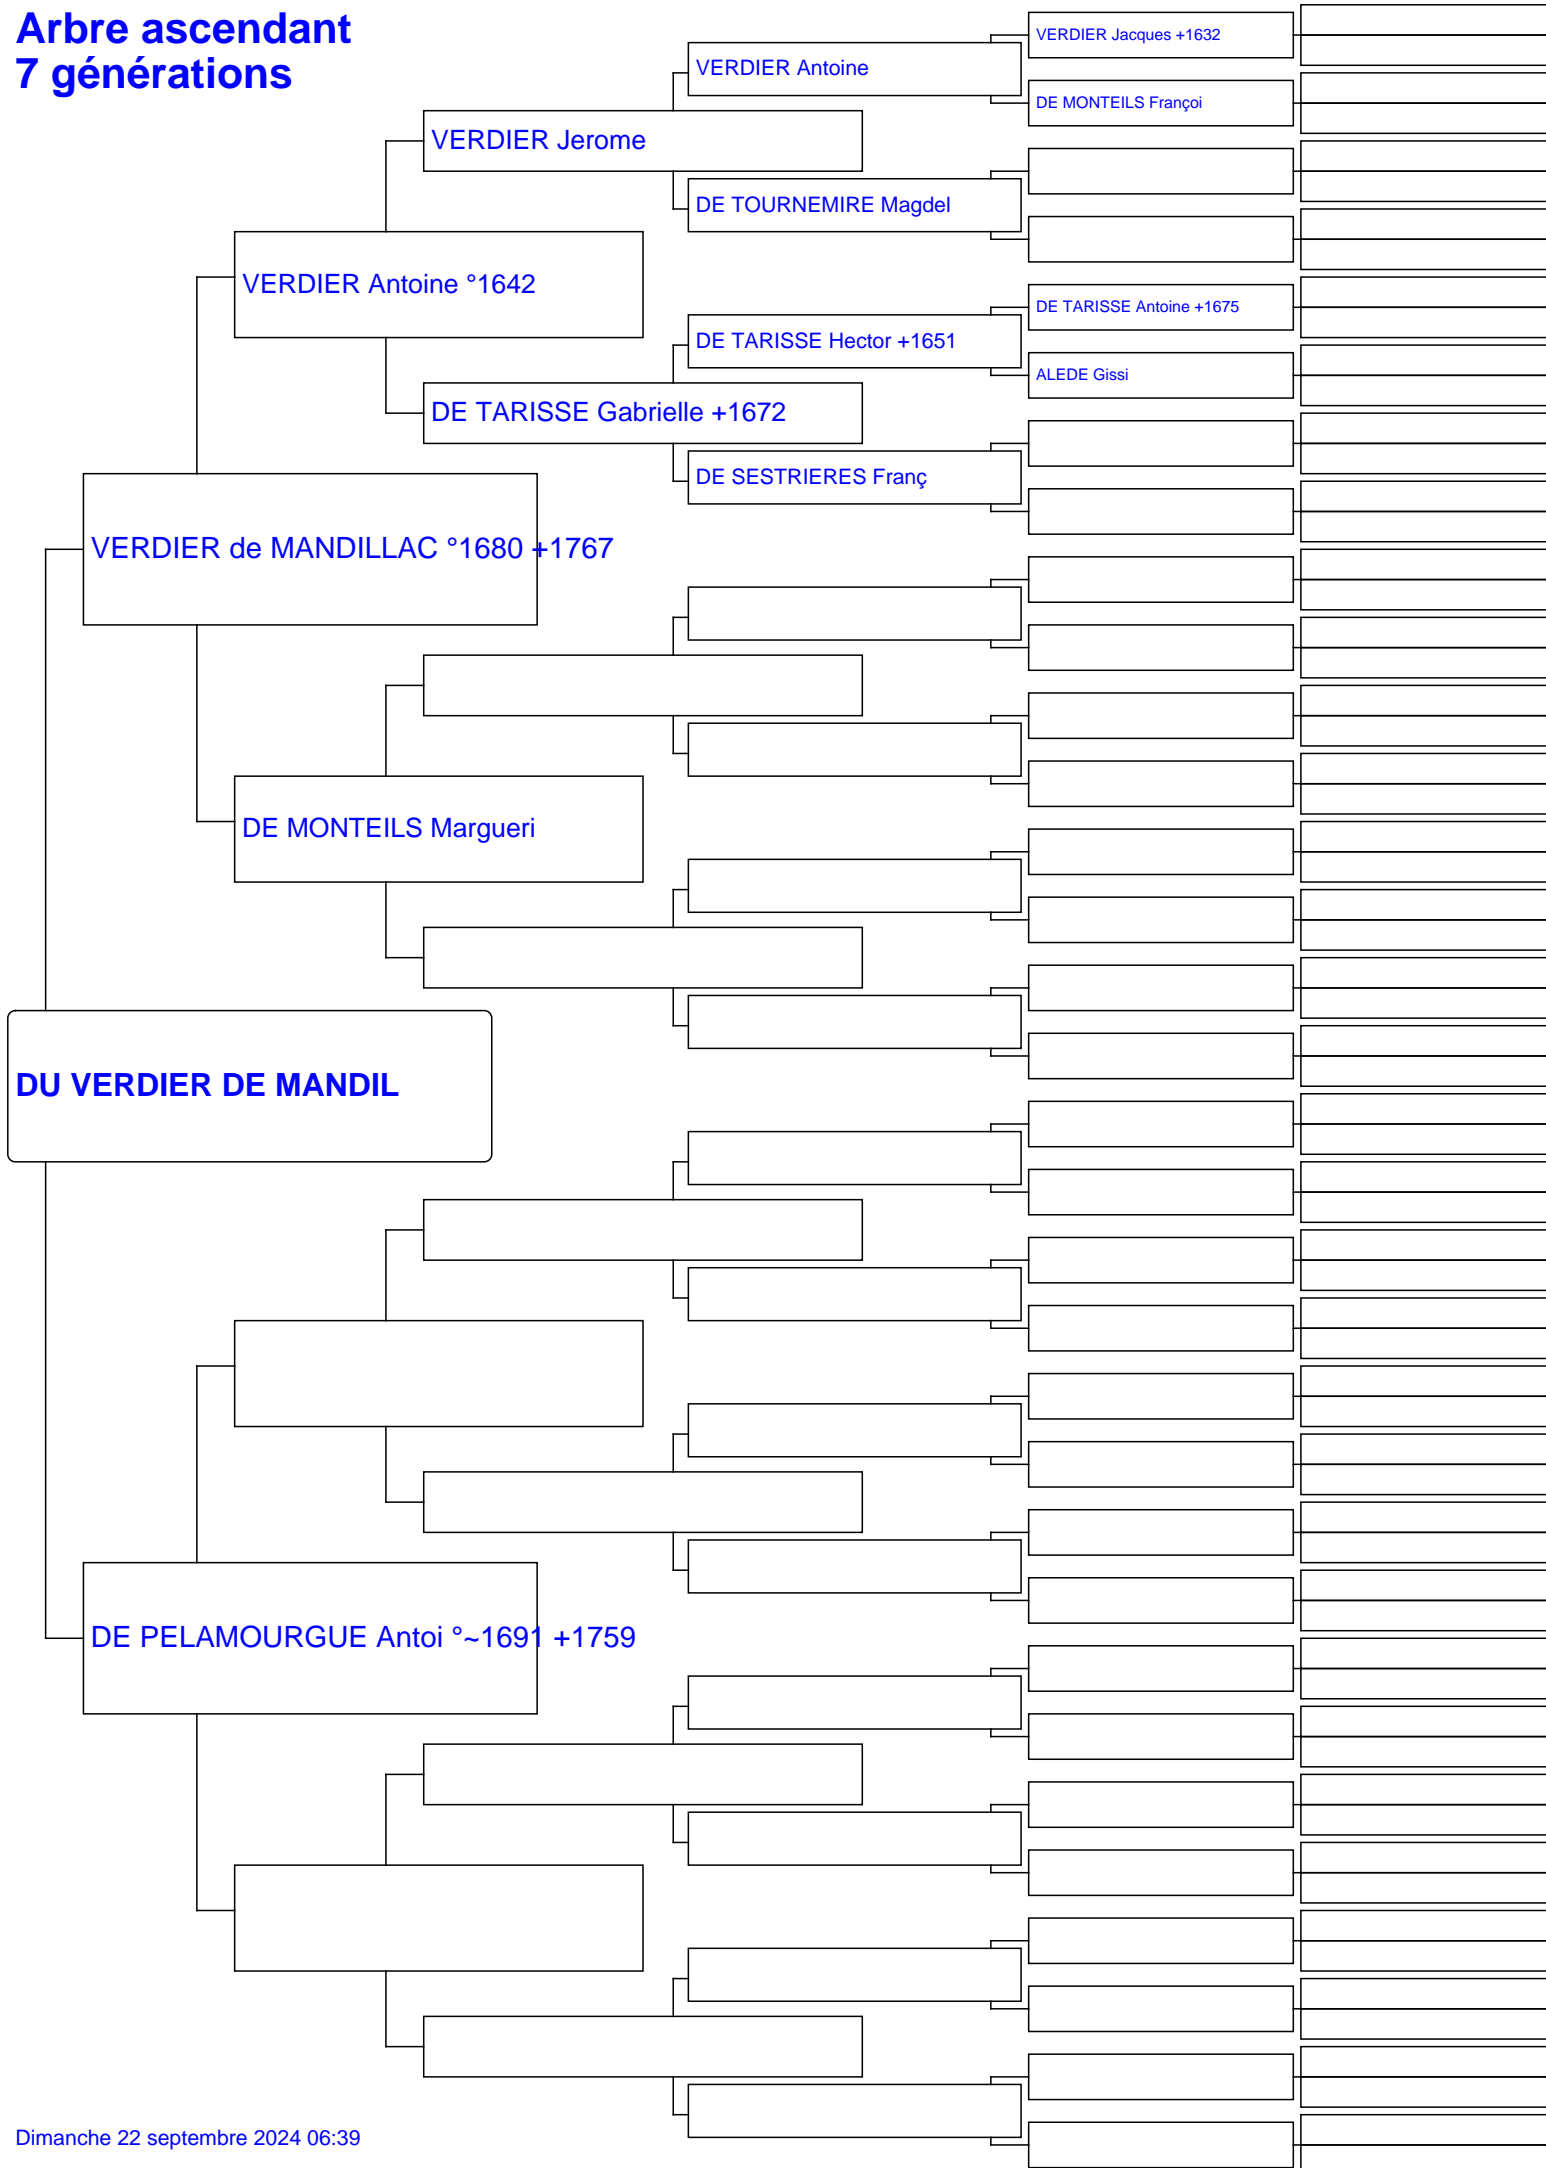 Arbre ascendant
7 générations
VERDIER Jacques +1632
VERDIER Antoine
DE MONTEILS Françoi
VERDIER Jerome
DE TOURNEMIRE Magdel
VERDIER Antoine °1642
DE TARISSE Antoine +1675
DE TARISSE Hector +1651
ALEDE Gissi
DE TARISSE Gabrielle +1672
DE SESTRIERES Franç
VERDIER de MANDILLAC °1680 +1767
DE MONTEILS Margueri
DU VERDIER DE MANDIL
DE PELAMOURGUE Antoi °~1691 +1759
Dimanche 22 septembre 2024 06:39